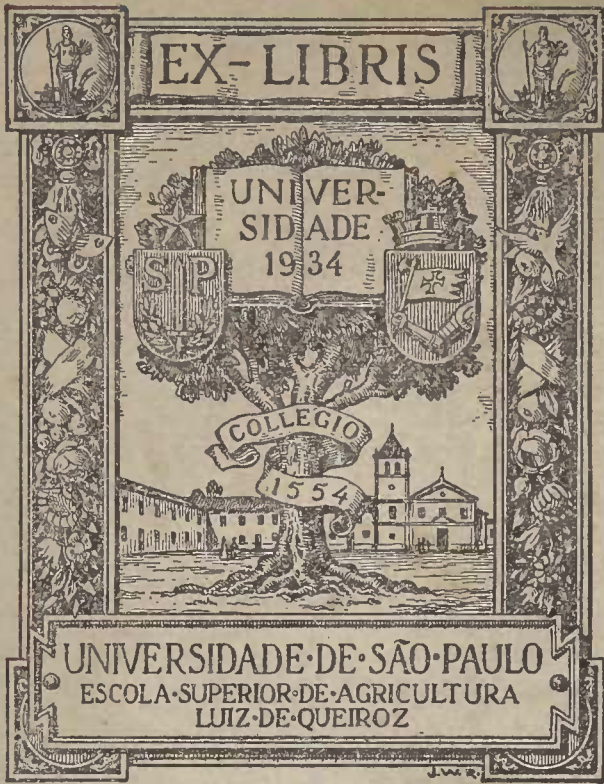 EX-LIBRIS
UNIVER-
SIDADE
1934
S P
COLLEGIO
1554
UNIVERSIDADE·DE·SÃO·PAULO
ESCOLA·SUPERIOR·DE·AGRICULTURA
LUIZ·DE·QUEIROZ
J.W.R.